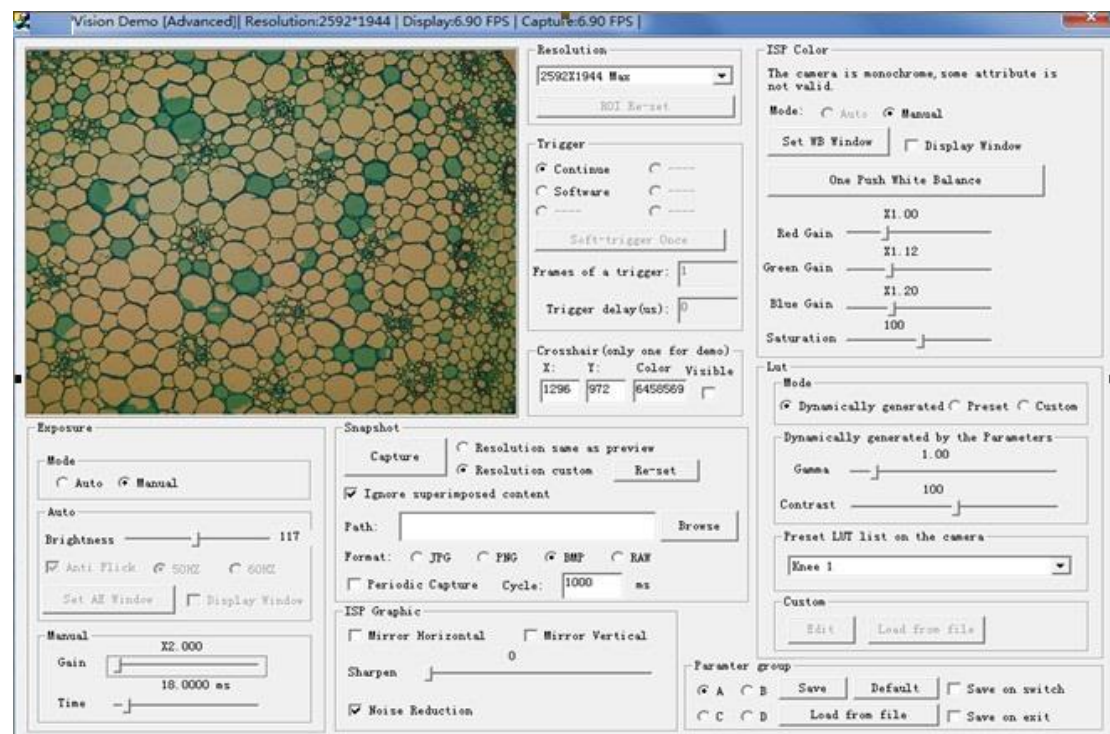 Vision Demo [Advanced]| Resolution:2592*1944 | Display:6.90 FPS | Capture:6.90 FPS |
Resolution
2592X1944 Max
ROI Re-set
Trigger
Continue ----
Software ----
---- ----
Soft-trigger Once
Frames of a trigger: 1
Trigger delay(us): 0
Crosshair(only one for demo)
X: Y: Color Visible
1296 972 6458569
ISP Color
The camera is monochrome,some attribute is
not valid.
Mode: Auto Manual
Set WB Window Display Window
One Push White Balance
X1.00
Red Gain
X1.12
Green Gain
X1.20
Blue Gain
100
Saturation
Lut
Mode
Dynamically generated Preset Custom
Dynamically generated by the Parameters
1.00
Gamma
100
Contrast
Preset LUT list on the camera
Knee 1
Custom
Edit Load from file
Exposure
Mode
Auto Manual
Auto
Brightness 117
Anti Flick 50HZ 60HZ
Set AE Window Display Window
Manual
X2.000
Gain
18.0000 ms
Time
Snapshot
Capture
Resolution same as preview
Resolution custom Re-set
Ignore superimposed content
Path: Browse
Format: JPG PNG BMP RAW
Periodic Capture Cycle: 1000 ms
ISP Graphic
Mirror Horizontal Mirror Vertical
0
Sharpen
Noise Reduction
Paramter group
A B Save Default Save on switch
C D Load from file Save on exit